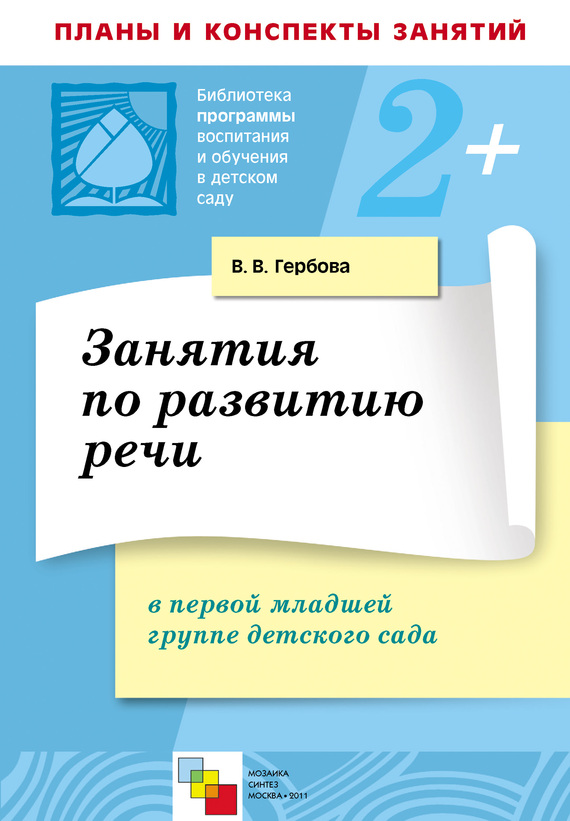 ПЛАНЫ И КОНСПЕКТЫ ЗАНЯТИЙ
Библиотека
программы
воспитания
и обучения
в детском
саду
2+
В. В. Гербова
Занятия
по развитию
речи
в первой младшей
группе детского сада
МОЗАИКА
СИНТЕЗ
МОСКВА • 2011